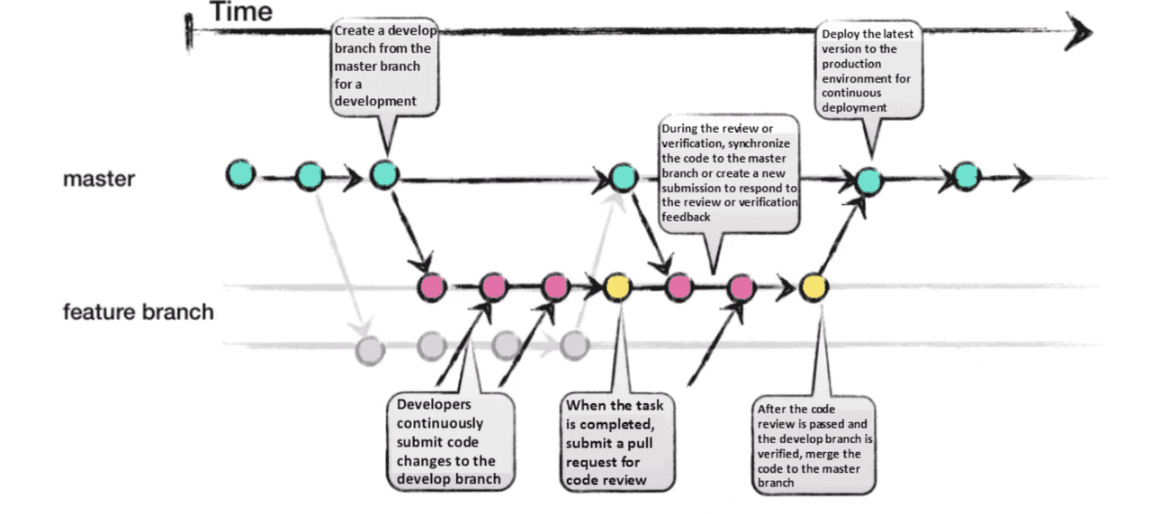 Time
Create a develop
branch from the
master branch
for a
development
Deploy the latest
version to the
production
environment for
continuous
deployment
During the review or
verification, synchronize
the code to the master
branch or create a new
submission to respond to
the review or verification
feedback
master
feature branch
Developers
continuously
submit code
changes to the
develop branch
When the task
is completed,
submit a pull
request for
code review
After the code
review is passed and
the develop branch is
verified, merge the
code to the master
branch